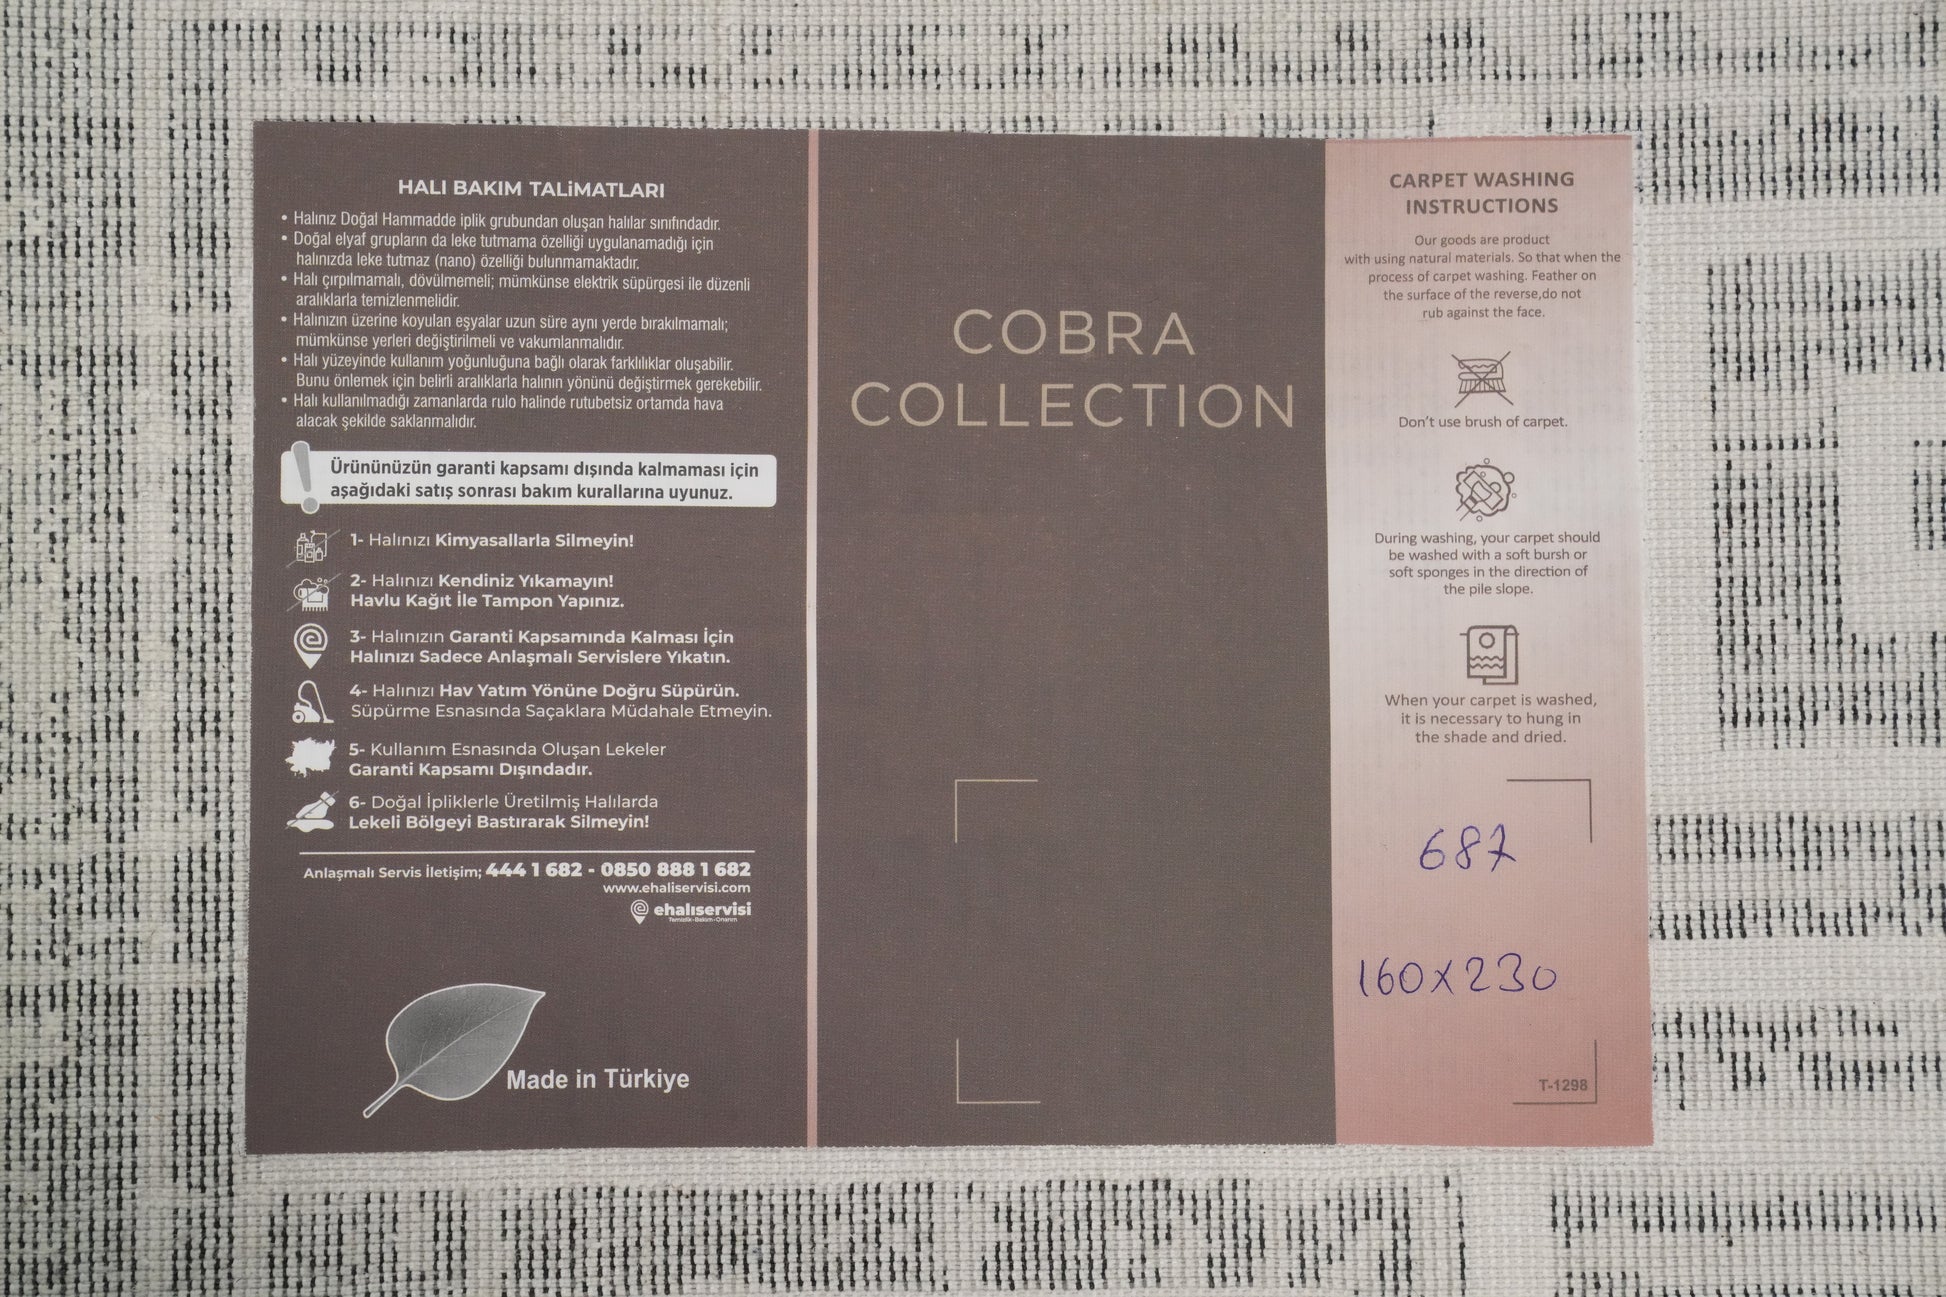 HALI BAKIM TALiMATLARI
• Halınız Doğal Hammadde iplik grubundan oluşan halılar sınıfındadır.
• Doğal elyaf grupların da leke tutmama özelliği uygulanamadığı için
halınızda leke tutmaz (nano) özelliği bulunmamaktadır.
• Halı çırpılmamalı, dövülmemeli; mümkünse elektrik süpürgesi ile düzenli
aralıklarla temizlenmelidir.
• Halınızın üzerine koyulan eşyalar uzun süre aynı yerde bırakılmamalı;
mümkünse yerleri değiştirilmeli ve vakumlanmalıdır.
• Halı yüzeyinde kullanım yoğunluğuna bağlı olarak farklılıklar oluşabilir.
Bunu önlemek için belirli aralıklarla halının yönünü değiştirmek gerekebilir.
• Halı kullanılmadığı zamanlarda rulo halinde rutubetsiz ortamda hava
alacak şekilde saklanmalıdır.
Ürününüzün garanti kapsamı dışında kalmaması için
aşağıdaki satış sonrası bakım kurallarına uyunuz.
1- Halınızı Kimyasallarla Silmeyin!
2- Halınızı Kendiniz Yıkamayın!
Havlu Kağıt İle Tampon Yapınız.
3- Halınızın Garanti Kapsamında Kalması İçin
Halınızı Sadece Anlaşmalı Servislere Yıkatın.
4- Halınızı Hav Yatım Yönüne Doğru Süpürün.
Süpürme Esnasında Saçaklara Müdahale Etmeyin.
5- Kullanım Esnasında Oluşan Lekeler
Garanti Kapsamı Dışındadır.
6- Doğal İpliklerle Üretilmiş Halılarda
Lekeli Bölgeyi Bastırarak Silmeyin!
Anlaşmalı Servis İletişim; 444 1 682 - 0850 888 1 682
www.ehaliservisi.com
ehalıservisi
Temizlik-Bakım-Onarım
Made in Türkiye
COBRA
COLLECTION
CARPET WASHING
INSTRUCTIONS
Our goods are product
with using natural materials. So that when the
process of carpet washing. Feather on
the surface of the reverse,do not
rub against the face.
Don't use brush of carpet.
During washing, your carpet should
be washed with a soft bursh or
soft sponges in the direction of
the pile slope.
When your carpet is washed,
it is necessary to hung in
the shade and dried.
687
160x230
T-1298